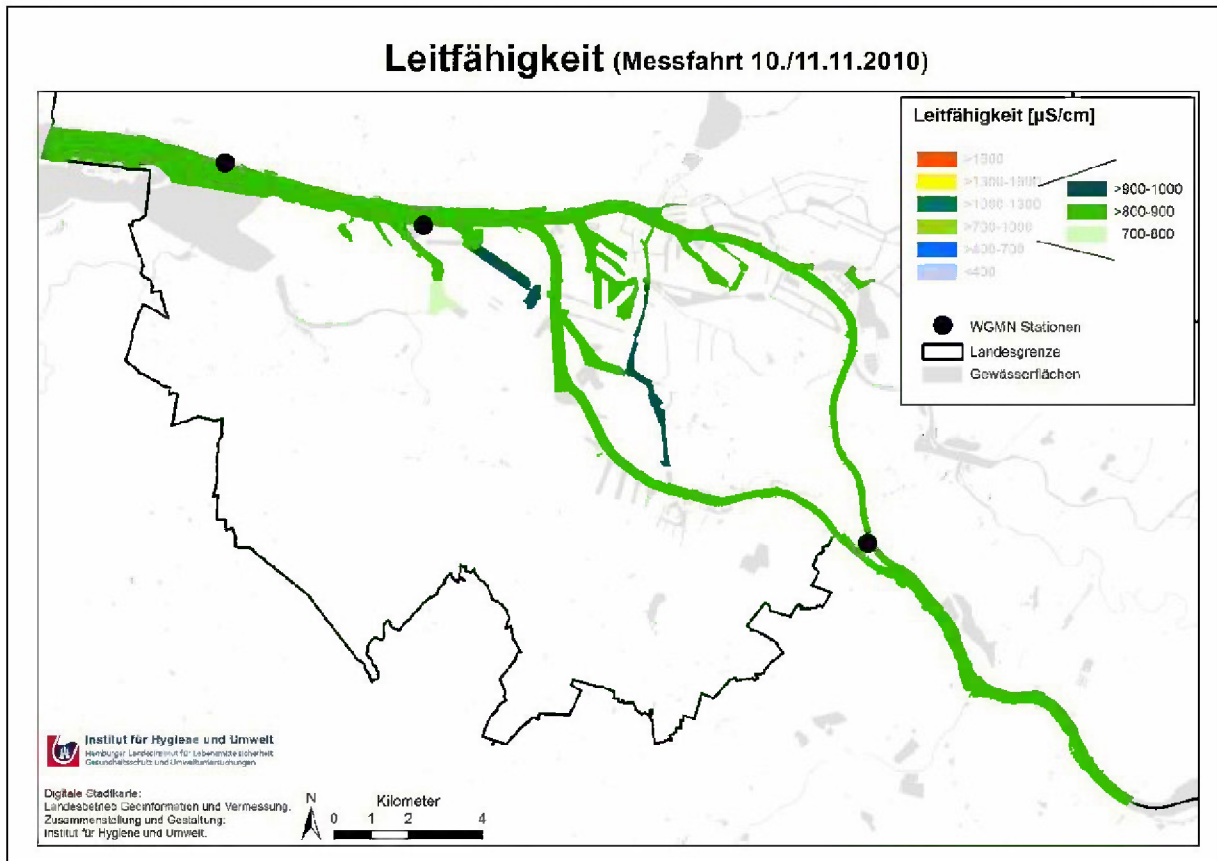 Leitfähigkeit (Messfahrt 10./11.11.2010)
Leitfähigkeit [µS/cm]
>1300-1600
>1000-1300
>700-1000
>400-700
<400
>900-1000
>800-900
700-800
WGMN Stationen
Landesgrenze
Gewässerflächen
Institut für Hygiene und Umwelt
Hamburger Landesinstitut für Lebensmittelsicherheit
Gesundheitsschutz und Umweltuntersuchungen
Digitale Stadtkarte:
Landesbetrieb Geoinformation und Vermessung.
Zusammenstellung und Gestaltung:
Institut für Hygiene und Umwelt.
N
Kilometer
0 1 2 4